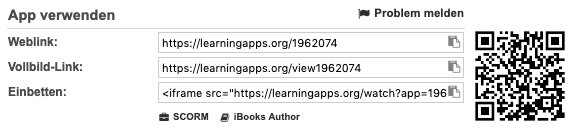 App verwenden
Problem melden
Weblink: https://learningapps.org/1962074
Vollbild-Link: https://learningapps.org/view1962074
Einbetten: <iframe src="https://learningapps.org/watch?app=196
SCORM iBooks Author